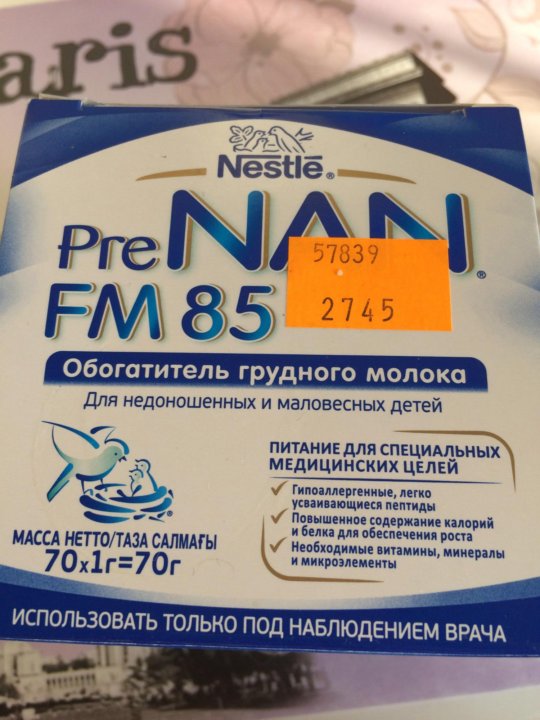 aris
Nestlé®
Pre NAN®
57839
2745
FM 85
Обогатитель грудного молока
Для недоношенных и маловесных детей
ПИТАНИЕ ДЛЯ СПЕЦИАЛЬНЫХ
МЕДИЦИНСКИХ ЦЕЛЕЙ
Гипоаллергенные, легко
усваивающиеся пептиды
Повышенное содержание калорий
и белка для обеспечения роста
Необходимые витамины, минералы
и микроэлементы
МАССА НЕТТО/ТАЗА САЛМАҒЫ
70x1г=70г
ИСПОЛЬЗОВАТЬ ТОЛЬКО ПОД НАБЛЮДЕНИЕМ ВРАЧА